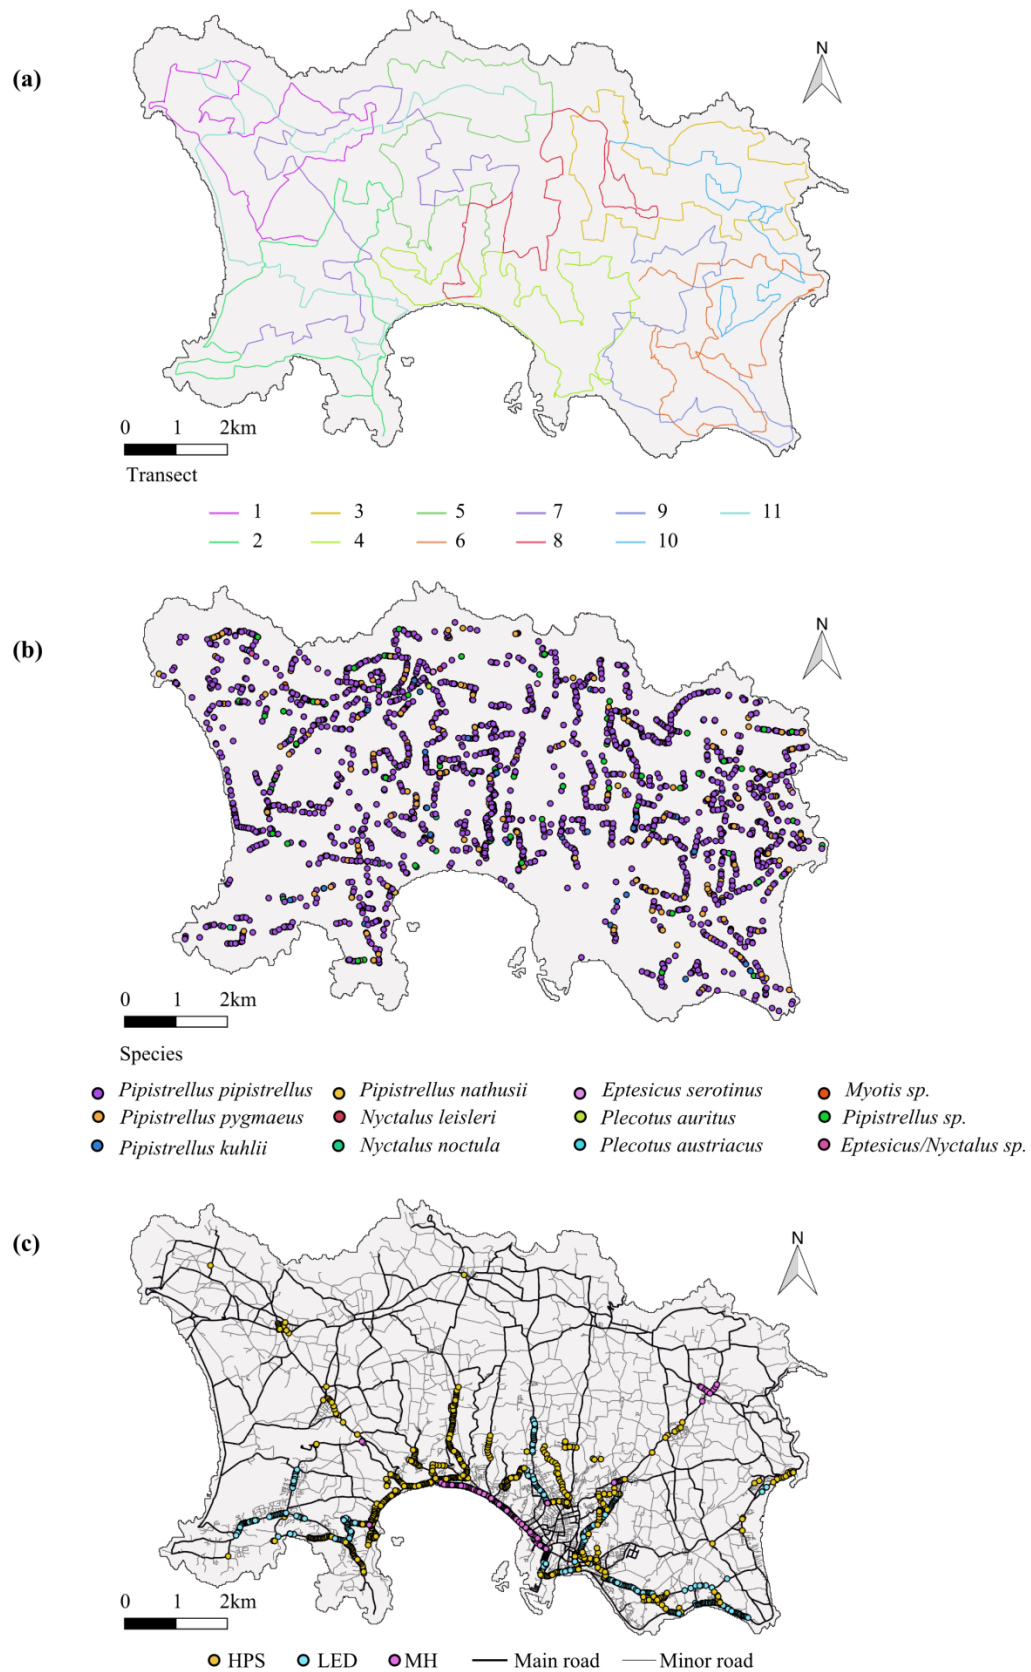 (a)
N
0 1 2km
Transect
1 3 5 7 9 11
2 4 6 8 10
(b)
N
0 1 2km
Species
Pipistrellus pipistrellus Pipistrellus nathusii Eptesicus serotinus Myotis sp.
Pipistrellus pygmaeus Nyctalus leisleri Plecotus auritus Pipistrellus sp.
Pipistrellus kuhlii Nyctalus noctula Plecotus austriacus Eptesicus/Nyctalus sp.
(c)
N
0 1 2km
HPS LED MH Main road Minor road